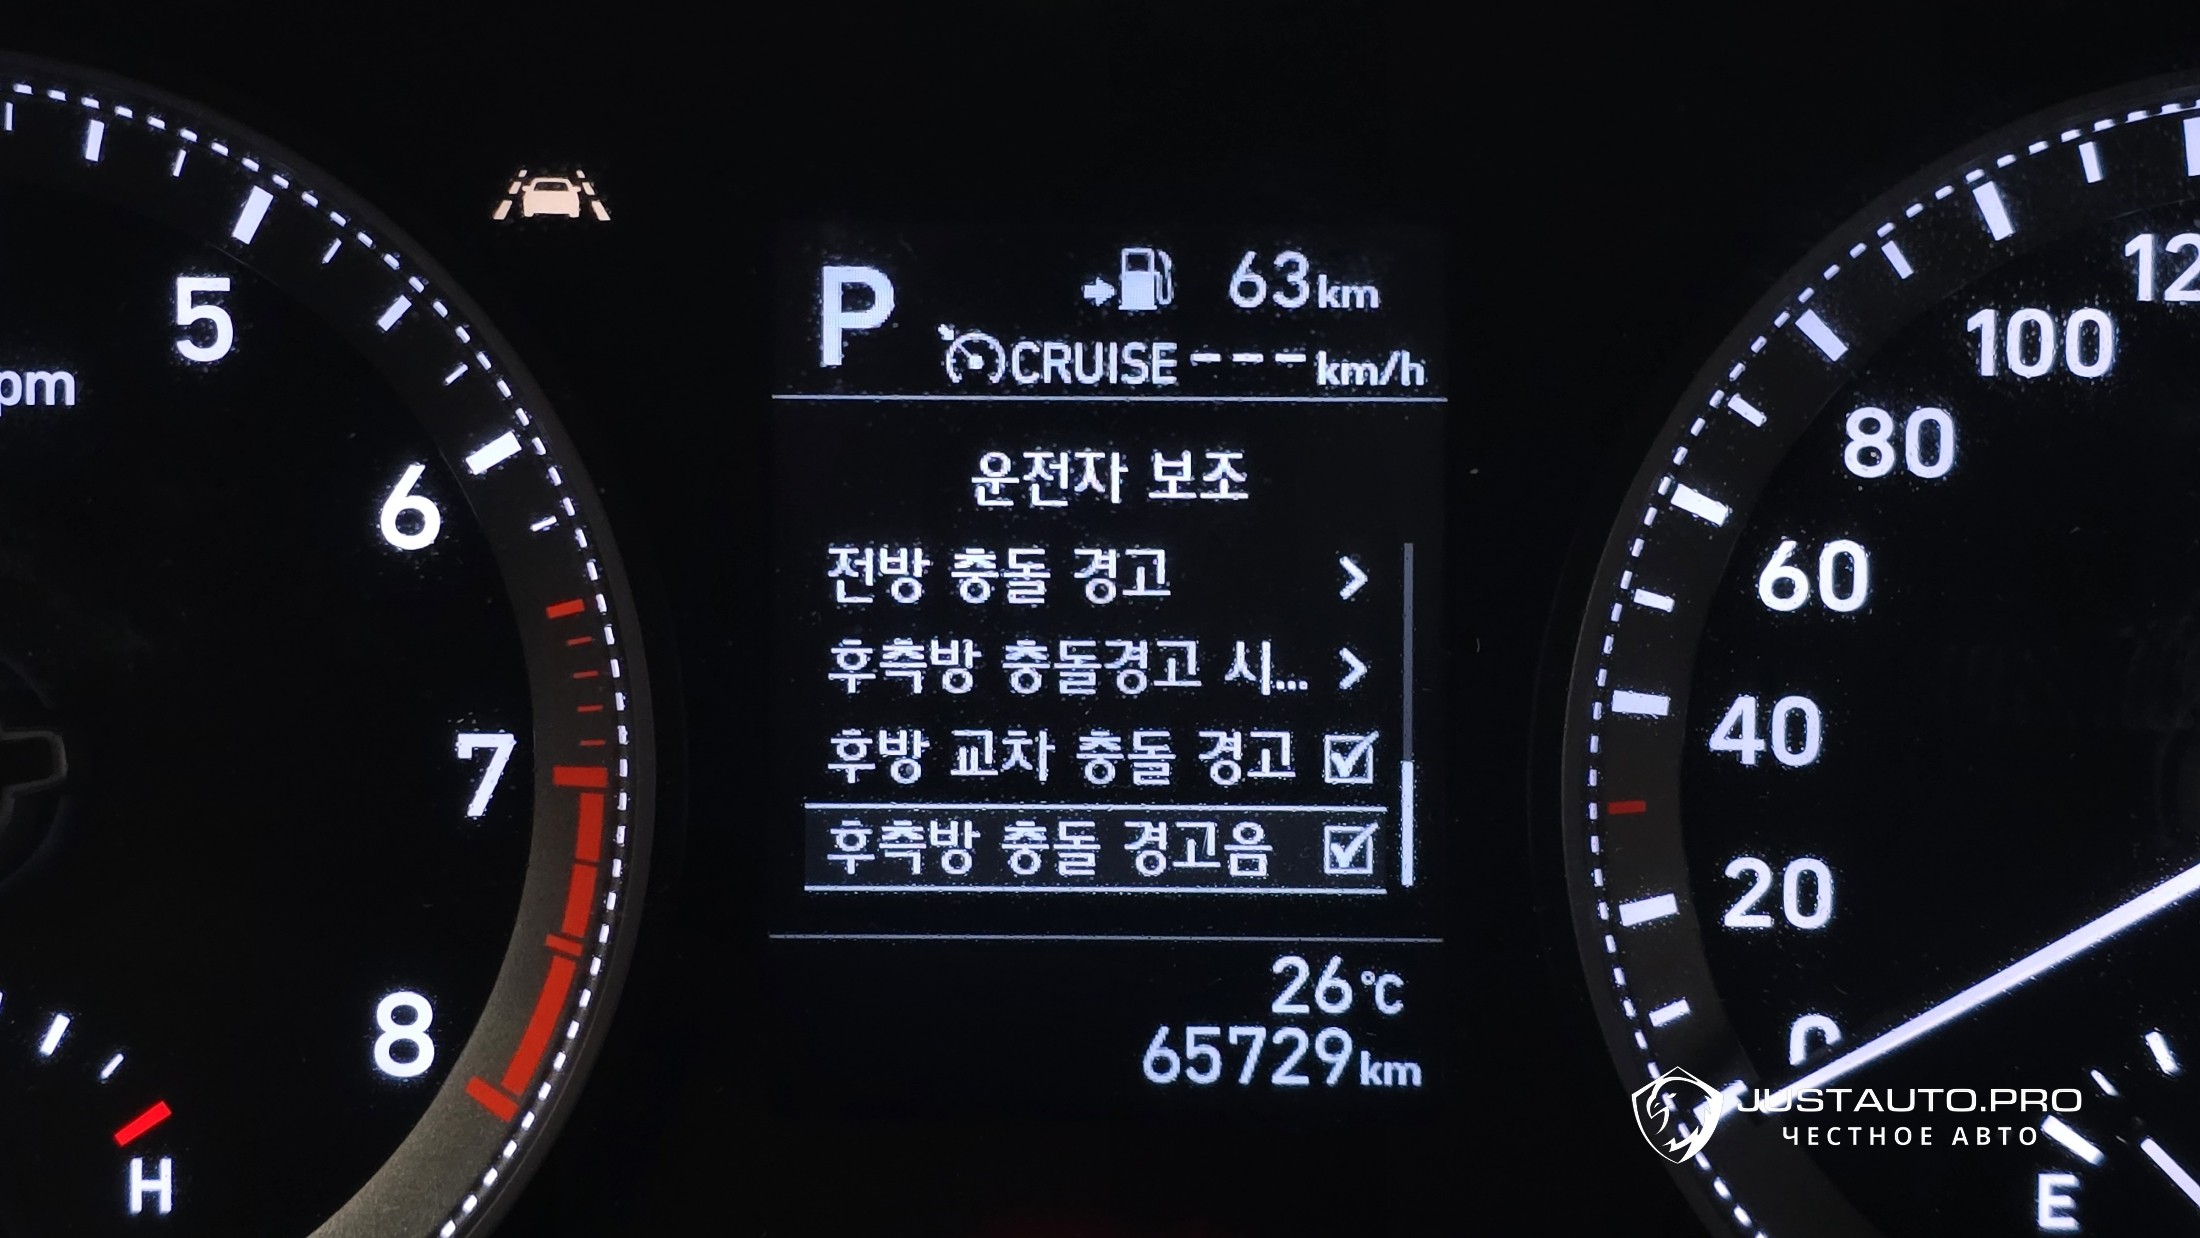 5
6
7
8
pm
H
P
63km
CRUISE ---km/h
운전자 보조
전방 충돌 경고 >
후측방 충돌경고 시... >
후방 교차 충돌 경고
후측방 충돌 경고음
26°C
65729km
12
100
80
60
40
20
0
E
JUSTAUTO.PRO
ЧЕСТНОЕ АВТО